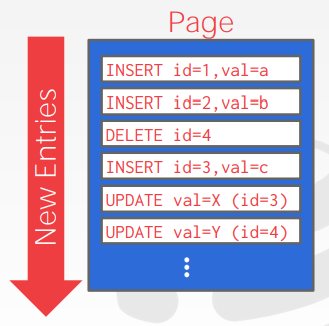 Page
New Entries
INSERT id=1,val=a
INSERT id=2,val=b
DELETE id=4
INSERT id=3,val=c
UPDATE val=X (id=3)
UPDATE val=Y (id=4)
⋮